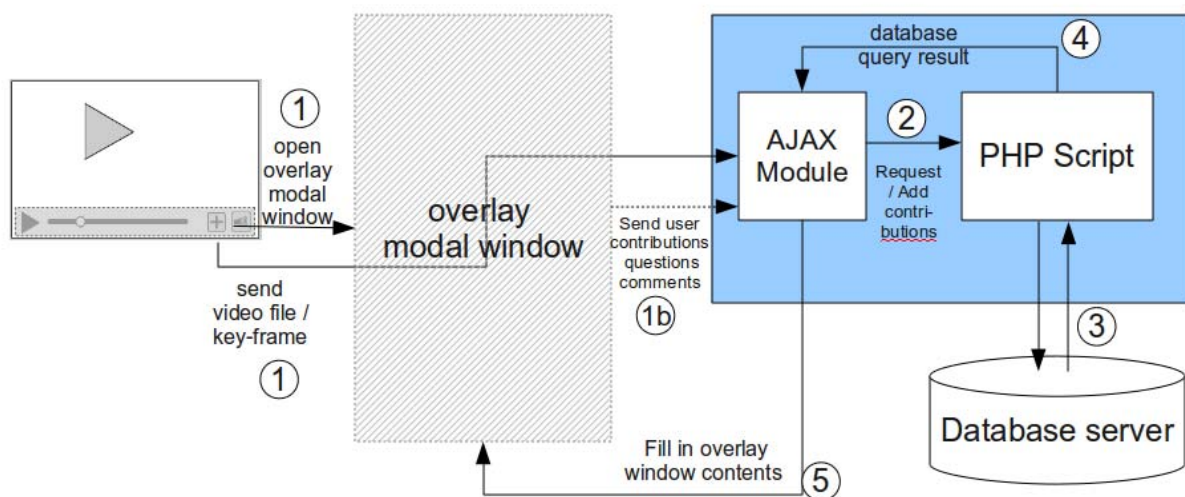 1
open
overlay
modal
window
send
video file /
key-frame
1
overlay
modal window
Send user
contributions
questions
comments
1b
database
query result
4
AJAX
Module
2
Request
/ Add
contri-
butions
PHP Script
3
Database server
Fill in overlay
window contents
5